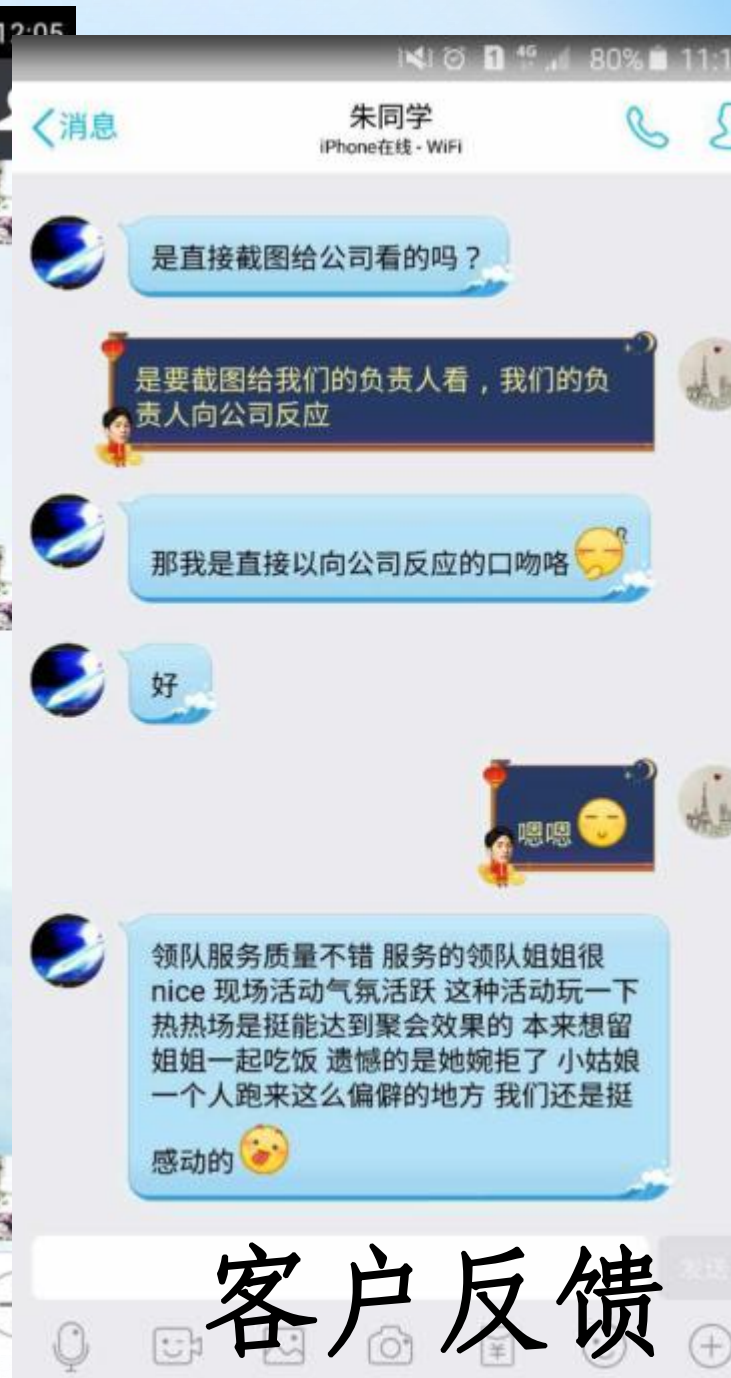 12:05
4G 80% 11:1
消息
朱同学
iPhone在线 - WiFi
是直接截图给公司看的吗？
是要截图给我们的负责人看，我们的负
责人向公司反应
那我是直接以向公司反应的口吻咯
好
嗯嗯
领队服务质量不错 服务的领队姐姐很
nice 现场活动气氛活跃 这种活动玩一下
热热场是挺能达到聚会效果的 本来想留
姐姐一起吃饭 遗憾的是她婉拒了 小姑娘
一个人跑来这么偏僻的地方 我们还是挺
感动的
发送
客户反馈